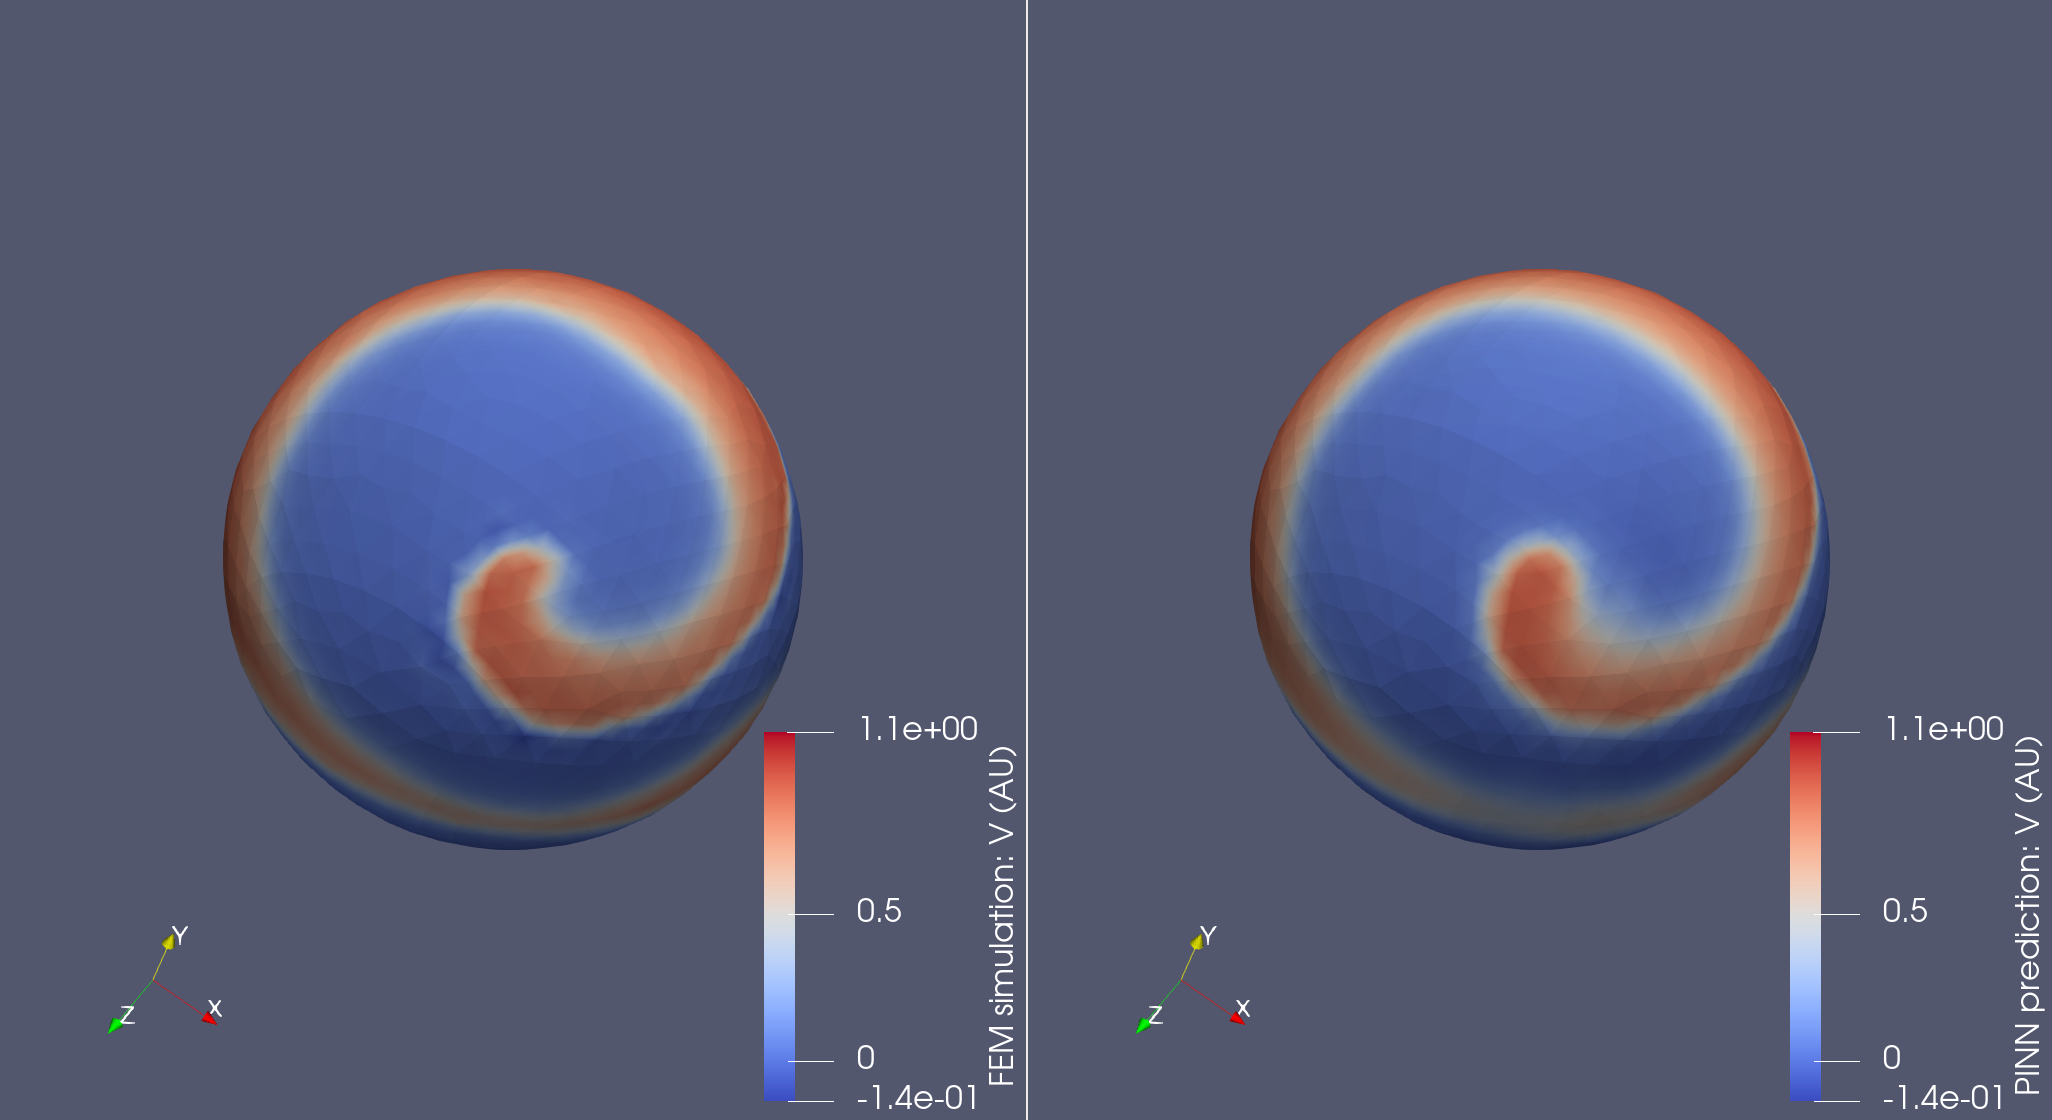 1.1e+00
0.5
0
-1.4e-01
FEM simulation: V (AU)
Y
Z
X
1.1e+00
0.5
0
-1.4e-01
PINN prediction: V (AU)
Y
Z
X